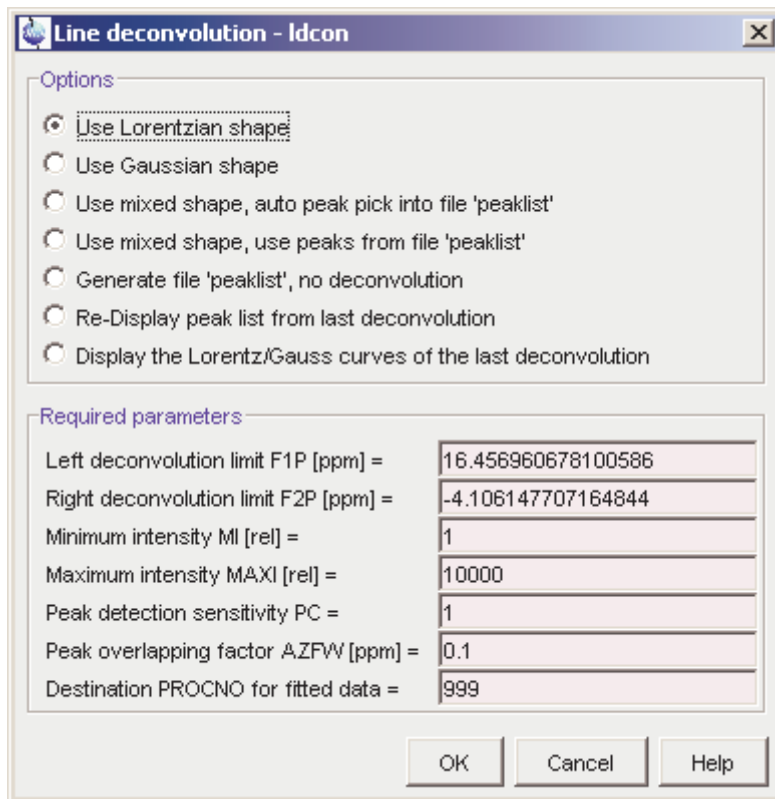 Line deconvolution - ldcon
Options
Use Lorentzian shape
Use Gaussian shape
Use mixed shape, auto peak pick into file 'peaklist'
Use mixed shape, use peaks from file 'peaklist'
Generate file 'peaklist', no deconvolution
Re-Display peak list from last deconvolution
Display the Lorentz/Gauss curves of the last deconvolution
Required parameters
Left deconvolution limit F1P [ppm] = 16.456960678100586
Right deconvolution limit F2P [ppm] = -4.106147707164844
Minimum intensity MI [rel] = 1
Maximum intensity MAXI [rel] = 10000
Peak detection sensitivity PC = 1
Peak overlapping factor AZFW [ppm] = 0.1
Destination PROCNO for fitted data = 999
OK Cancel Help